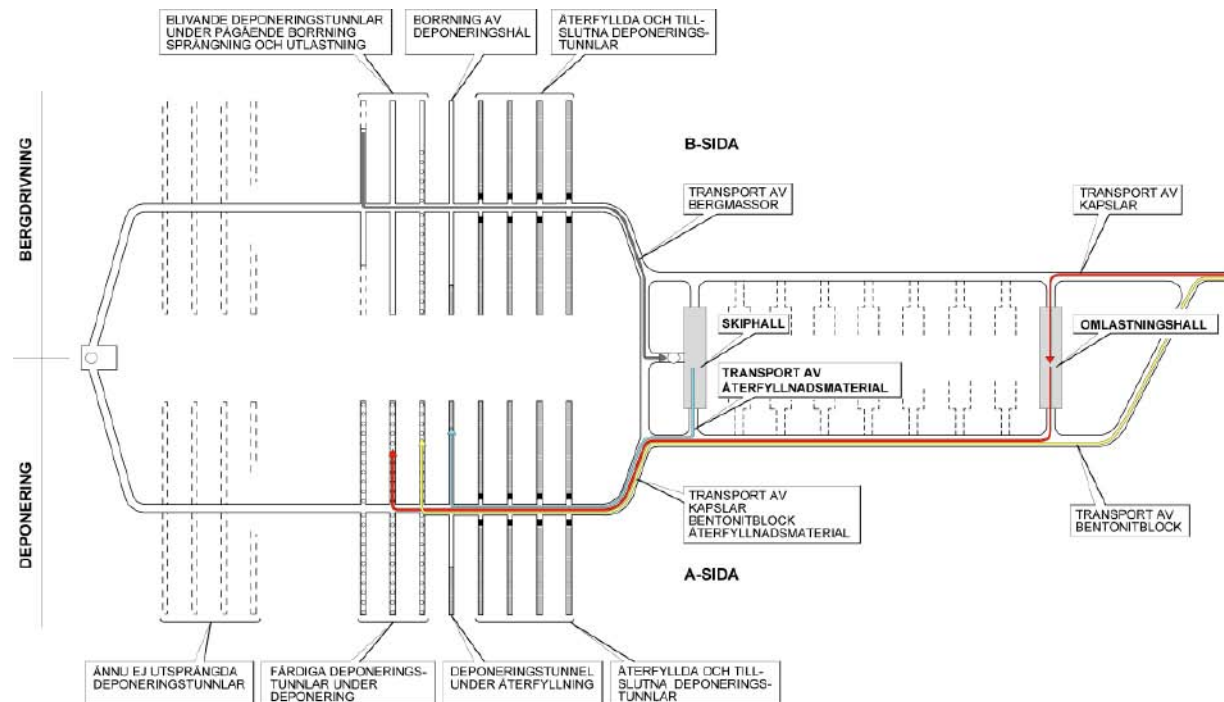 BLIVANDE DEPONERINGSTUNNLAR
UNDER PÅGÅENDE BORRNING
SPRÄNGNING OCH UTLASTNING
BORRNING AV
DEPONERINGSHÅL
ÅTERFYLLDA OCH TILL-
SLUTNA DEPONERINGS-
TUNNLAR
BERGDRIVNING
B-SIDA
TRANSPORT AV
BERGMASSOR
TRANSPORT AV
KAPSLAR
SKIPHALL
OMLASTNINGSHALL
TRANSPORT AV
ÅTERFYLLNADSMATERIAL
DEPONERING
TRANSPORT AV
KAPSLAR
BENTONITBLOCK
ÅTERFYLLNADSMATERIAL
TRANSPORT AV
BENTONITBLOCK
A-SIDA
ÄNNU EJ UTSPRÄNGDA
DEPONERINGSTUNNLAR
FÄRDIGA DEPONERINGS-
TUNNLAR UNDER
DEPONERING
DEPONERINGSTUNNEL
UNDER ÅTERFYLLNING
ÅTERFYLLDA OCH TILL-
SLUTNA DEPONERINGS-
TUNNLAR